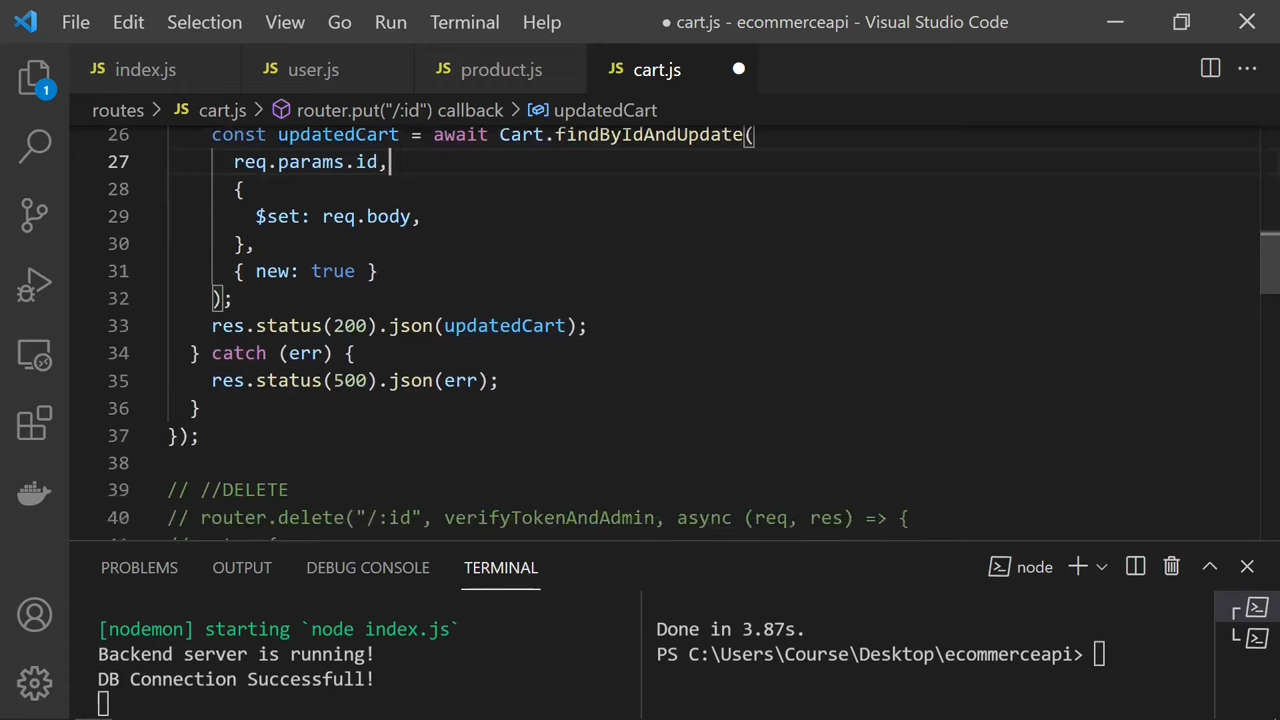 File Edit Selection View Go Run Terminal Help ● cart.js - ecommerceapi - Visual Studio Code
JS index.js JS user.js JS product.js JS cart.js ●
routes > JS cart.js > router.put("/:id") callback > updatedCart
1
26 const updatedCart = await Cart.findByIdAndUpdate(
27 req.params.id,
28 {
29 $set: req.body,
30 },
31 { new: true }
32 );
33 res.status(200).json(updatedCart);
34 } catch (err) {
35 res.status(500).json(err);
36 }
37 });
38
39 // //DELETE
40 // router.delete("/:id", verifyTokenAndAdmin, async (req, res) => {
PROBLEMS OUTPUT DEBUG CONSOLE TERMINAL node
[nodemon] starting `node index.js`
Backend server is running!
DB Connection Successfull!
Done in 3.87s.
PS C:\Users\Course\Desktop\ecommerceapi>